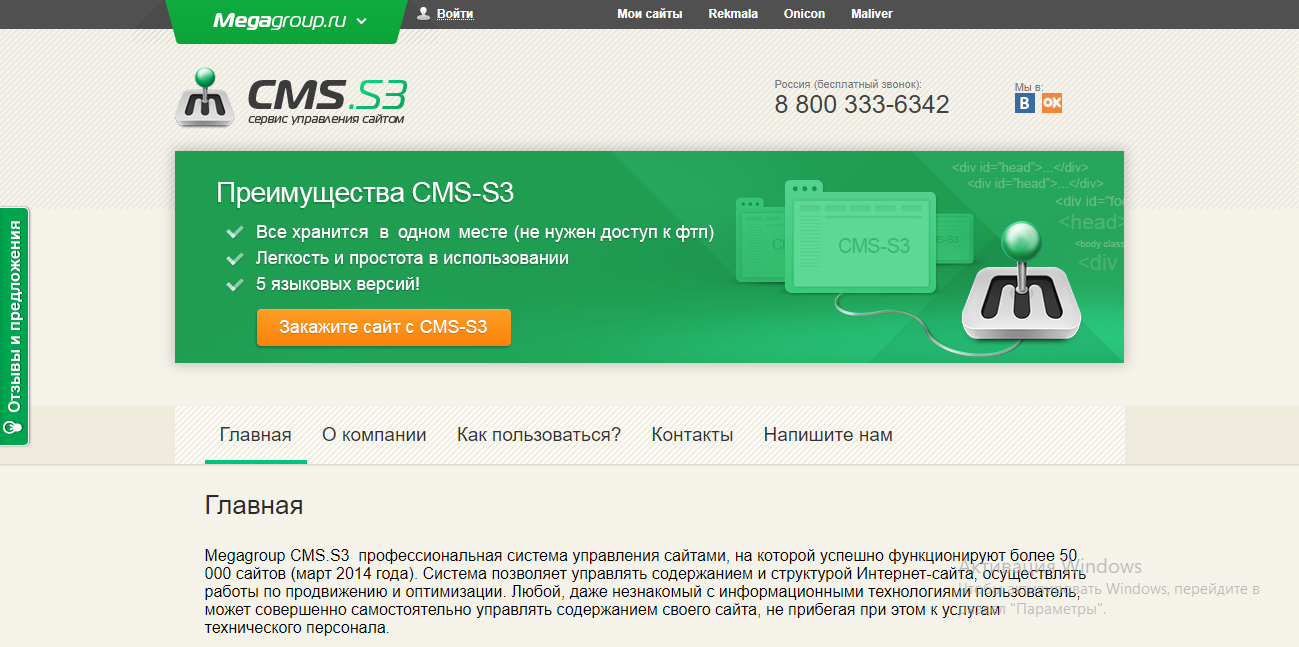 Megagroup.ru
Войти
Мои сайты Rekmala Onicon Maliver
CMS.S3
сервис управления сайтом
Россия (бесплатный звонок):
8 800 333-6342
Мы в:
B OK
Преимущества CMS-S3
Все хранится в одном месте (не нужен доступ к фтп)
Легкость и простота в использовании
5 языковых версий!
Закажите сайт с CMS-S3
CMS-S3
<div id="head">...</div>
<div id="head">...</div>
<div id="foo
<head>
<body class
<div
Отзывы и предложения
Главная О компании Как пользоваться? Контакты Напишите нам
Главная
Megagroup CMS.S3 профессиональная система управления сайтами, на которой успешно функционируют более 50
000 сайтов (март 2014 года). Система позволяет управлять содержанием и структурой Интернет-сайта, осуществлять
работы по продвижению и оптимизации. Любой, даже незнакомый с информационными технологиями пользователь,
может совершенно самостоятельно управлять содержанием своего сайта, не прибегая при этом к услугам
технического персонала.
Активация Windows
Чтобы активировать Windows, перейдите в
раздел "Параметры".